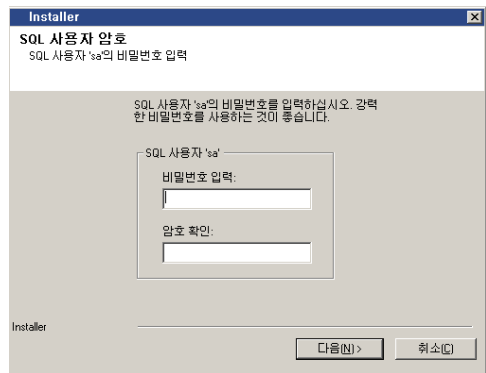 Installer
SQL 사용자 암호
SQL 사용자 'sa'의 비밀번호 입력
SQL 사용자 'sa'의 비밀번호를 입력하십시오. 강력
한 비밀번호를 사용하는 것이 좋습니다.
SQL 사용자 'sa'
비밀번호 입력:
암호 확인:
Installer
다음(N) >
취소(C)